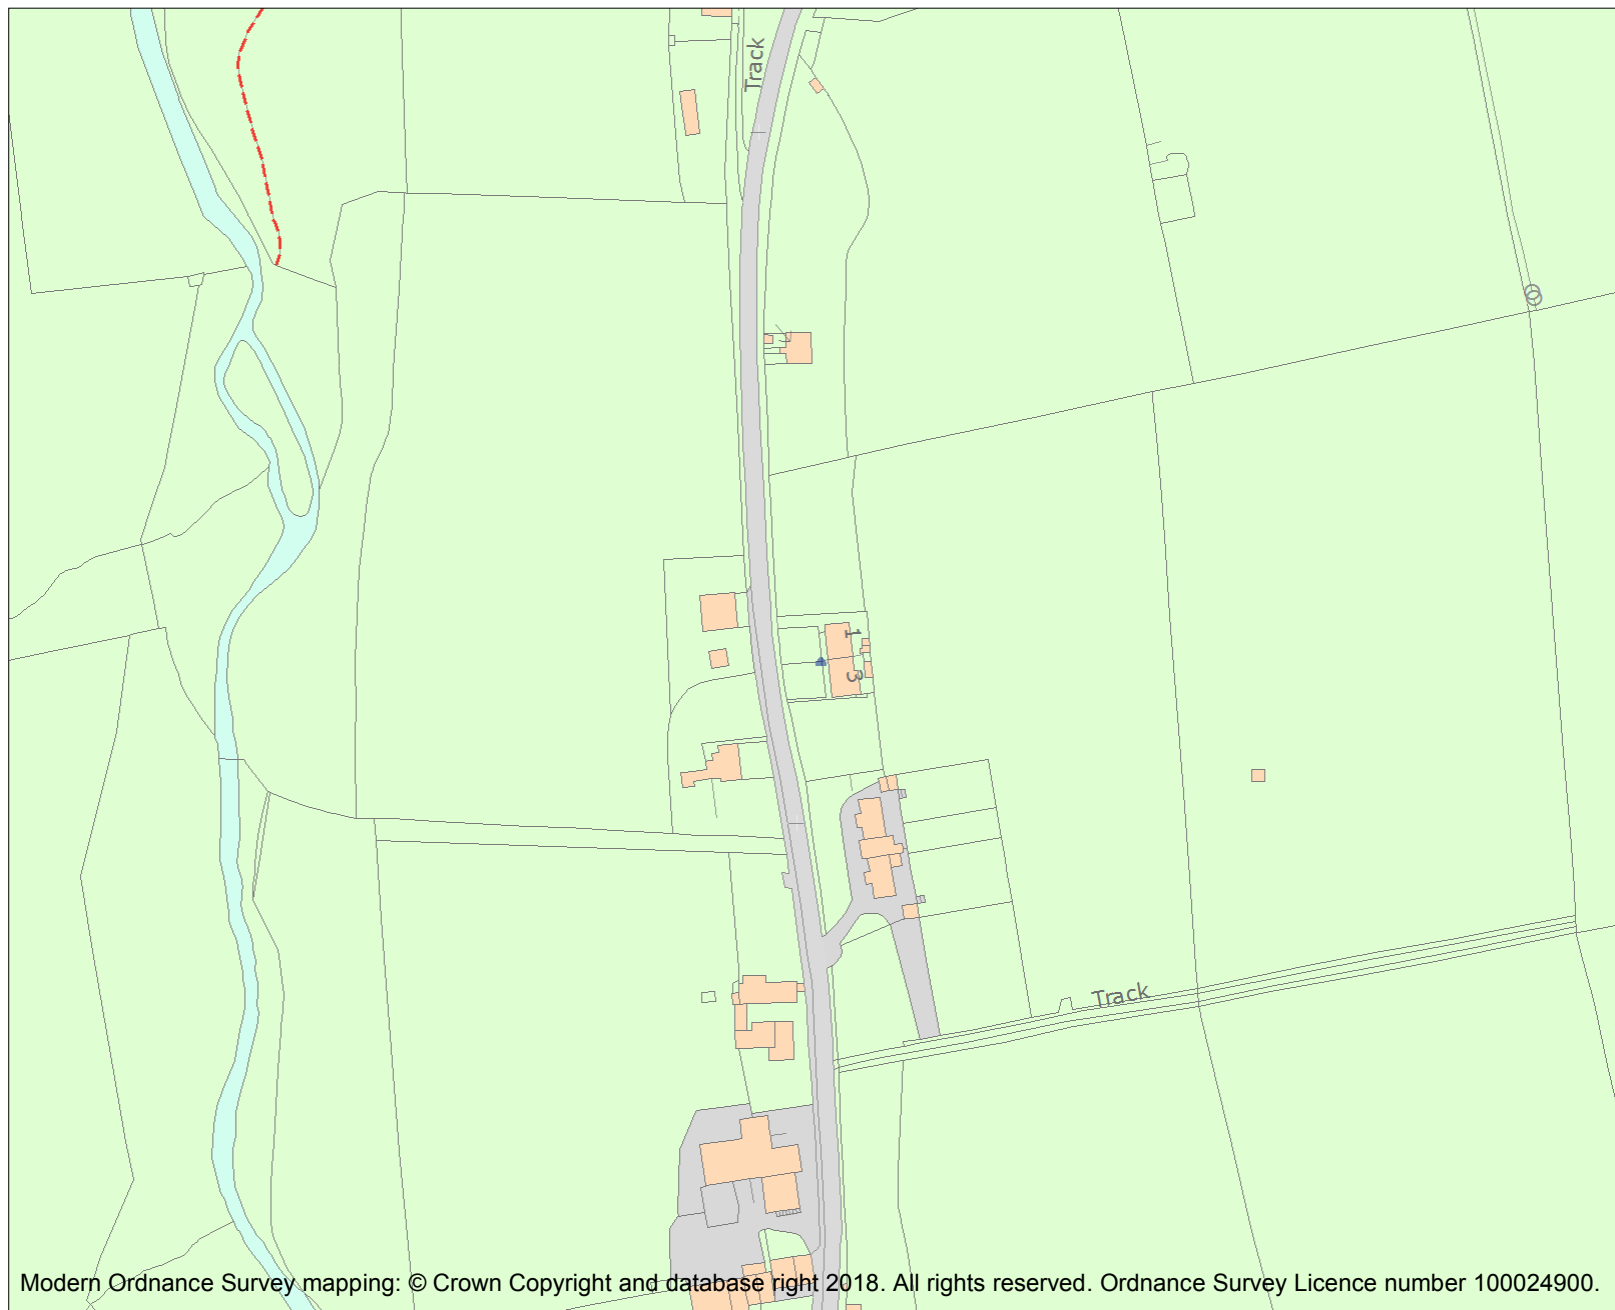 Track
1
3
Track
Modern Ordnance Survey mapping: © Crown Copyright and database right 2018. All rights reserved. Ordnance Survey Licence number 100024900.